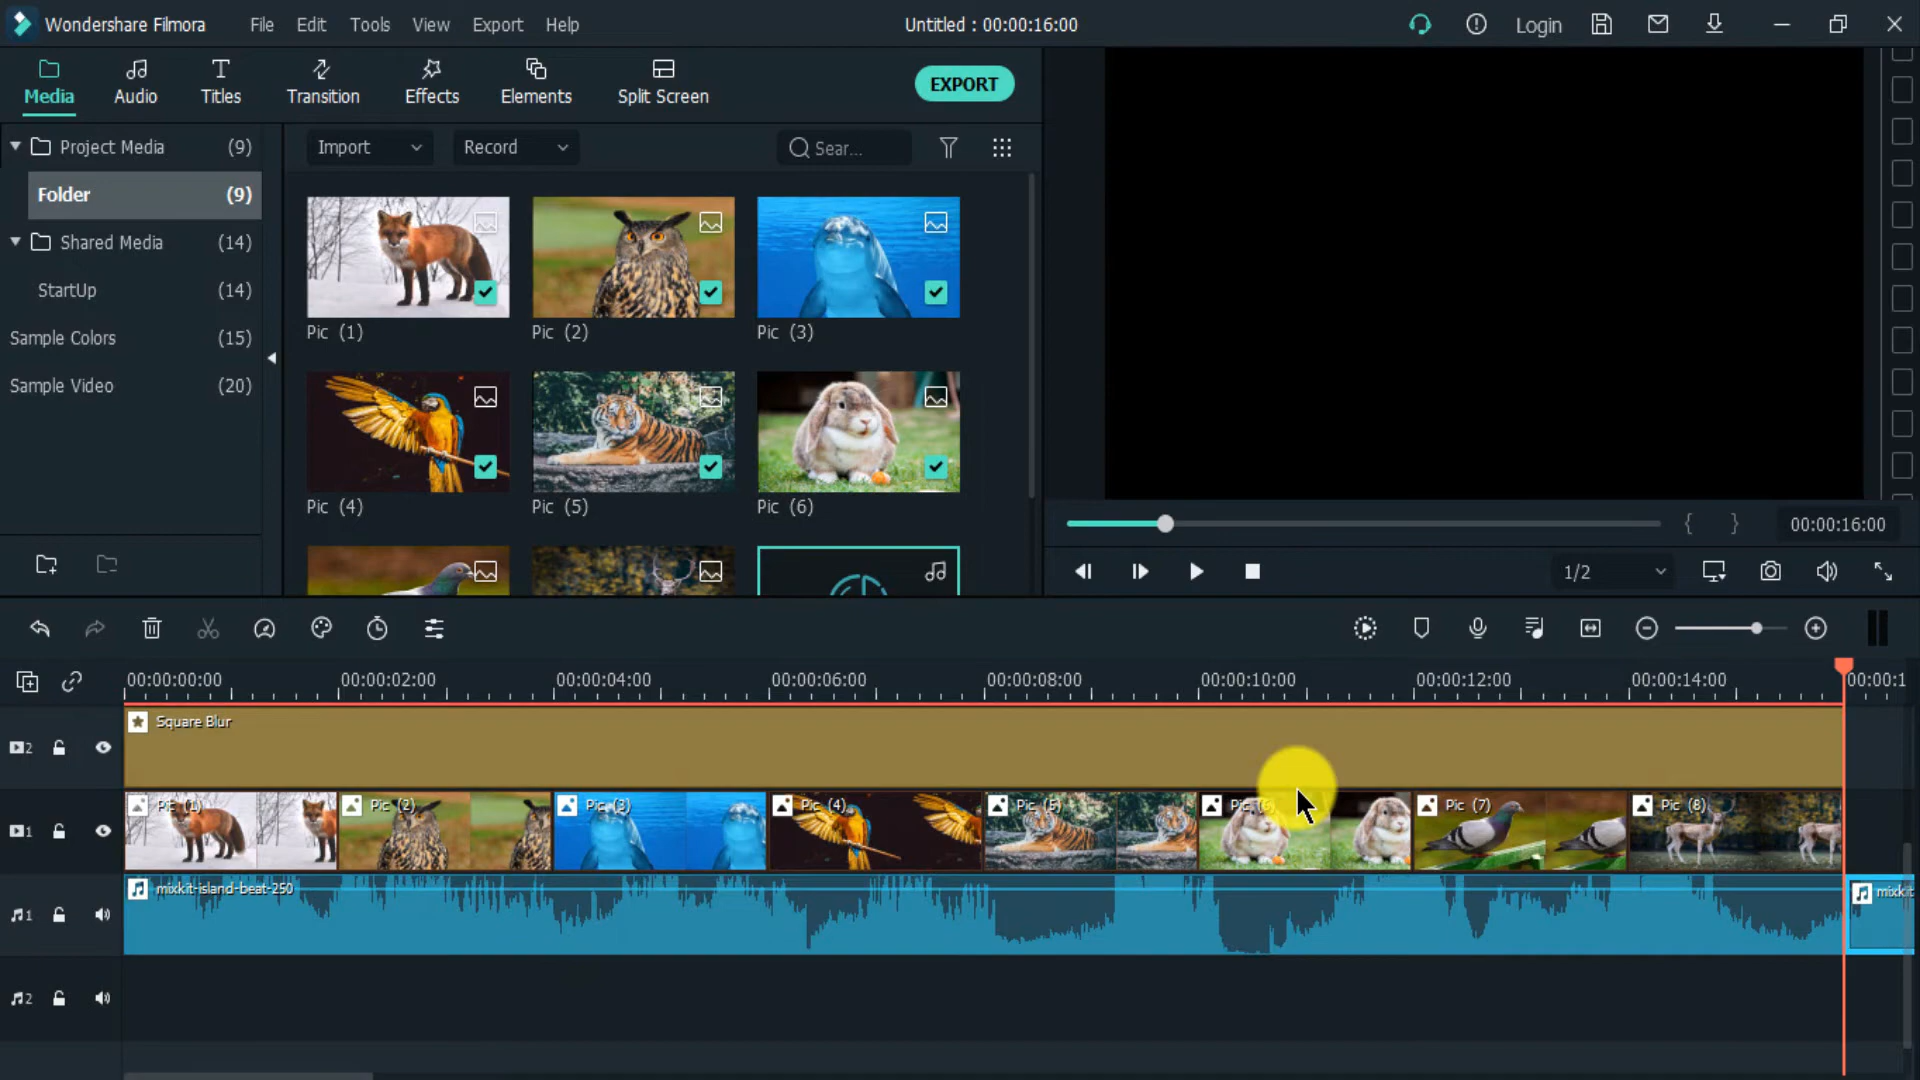 Wondershare Filmora File Edit Tools View Export Help Untitled : 00:00:16:00 Login
Media Audio Titles Transition Effects Elements Split Screen EXPORT
Project Media (9)
Folder (9)
Shared Media (14)
StartUp (14)
Sample Colors (15)
Sample Video (20)
Import Record Sear...
Pic (1) Pic (2) Pic (3)
Pic (4) Pic (5) Pic (6)
{ } 00:00:16:00
1/2
00:00:00:00 00:00:02:00 00:00:04:00 00:00:06:00 00:00:08:00 00:00:10:00 00:00:12:00 00:00:14:00 00:00:1
2 Square Blur
1 Pic (1) Pic (2) Pic (3) Pic (4) Pic (5) Pic (6) Pic (7) Pic (8)
1 mixkit-island-beat-250 mixkit
2